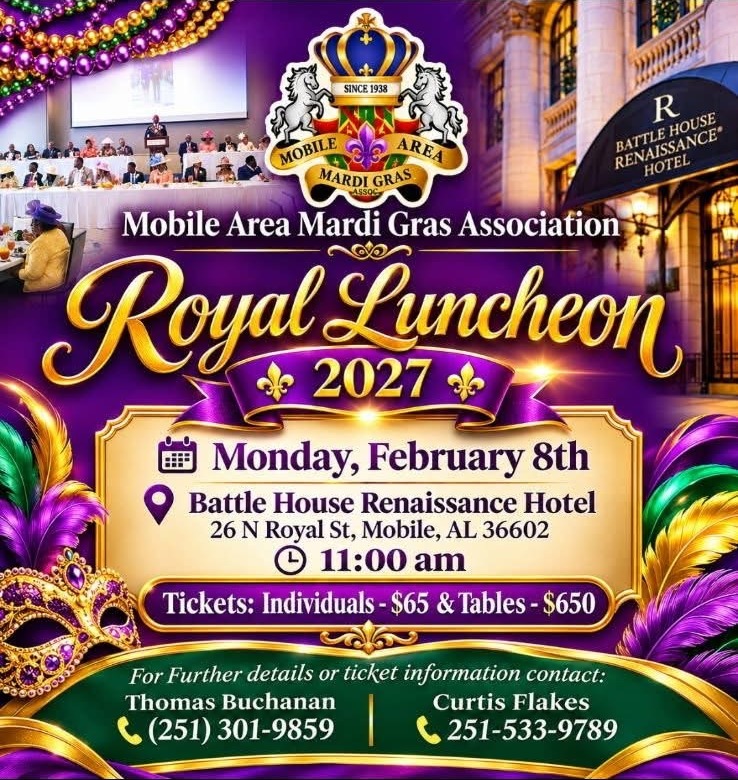 SINCE 1938
MOBILE AREA
MARDI GRAS
ASSOC.
R
BATTLE HOUSE
RENAISSANCE®
HOTEL
Mobile Area Mardi Gras Association
Royal Luncheon
2027
Monday, February 8th
Battle House Renaissance Hotel
26 N Royal St, Mobile, AL 36602
11:00 am
Tickets: Individuals - $65 & Tables - $650
For Further details or ticket information contact:
Thomas Buchanan
(251) 301-9859
Curtis Flakes
251-533-9789